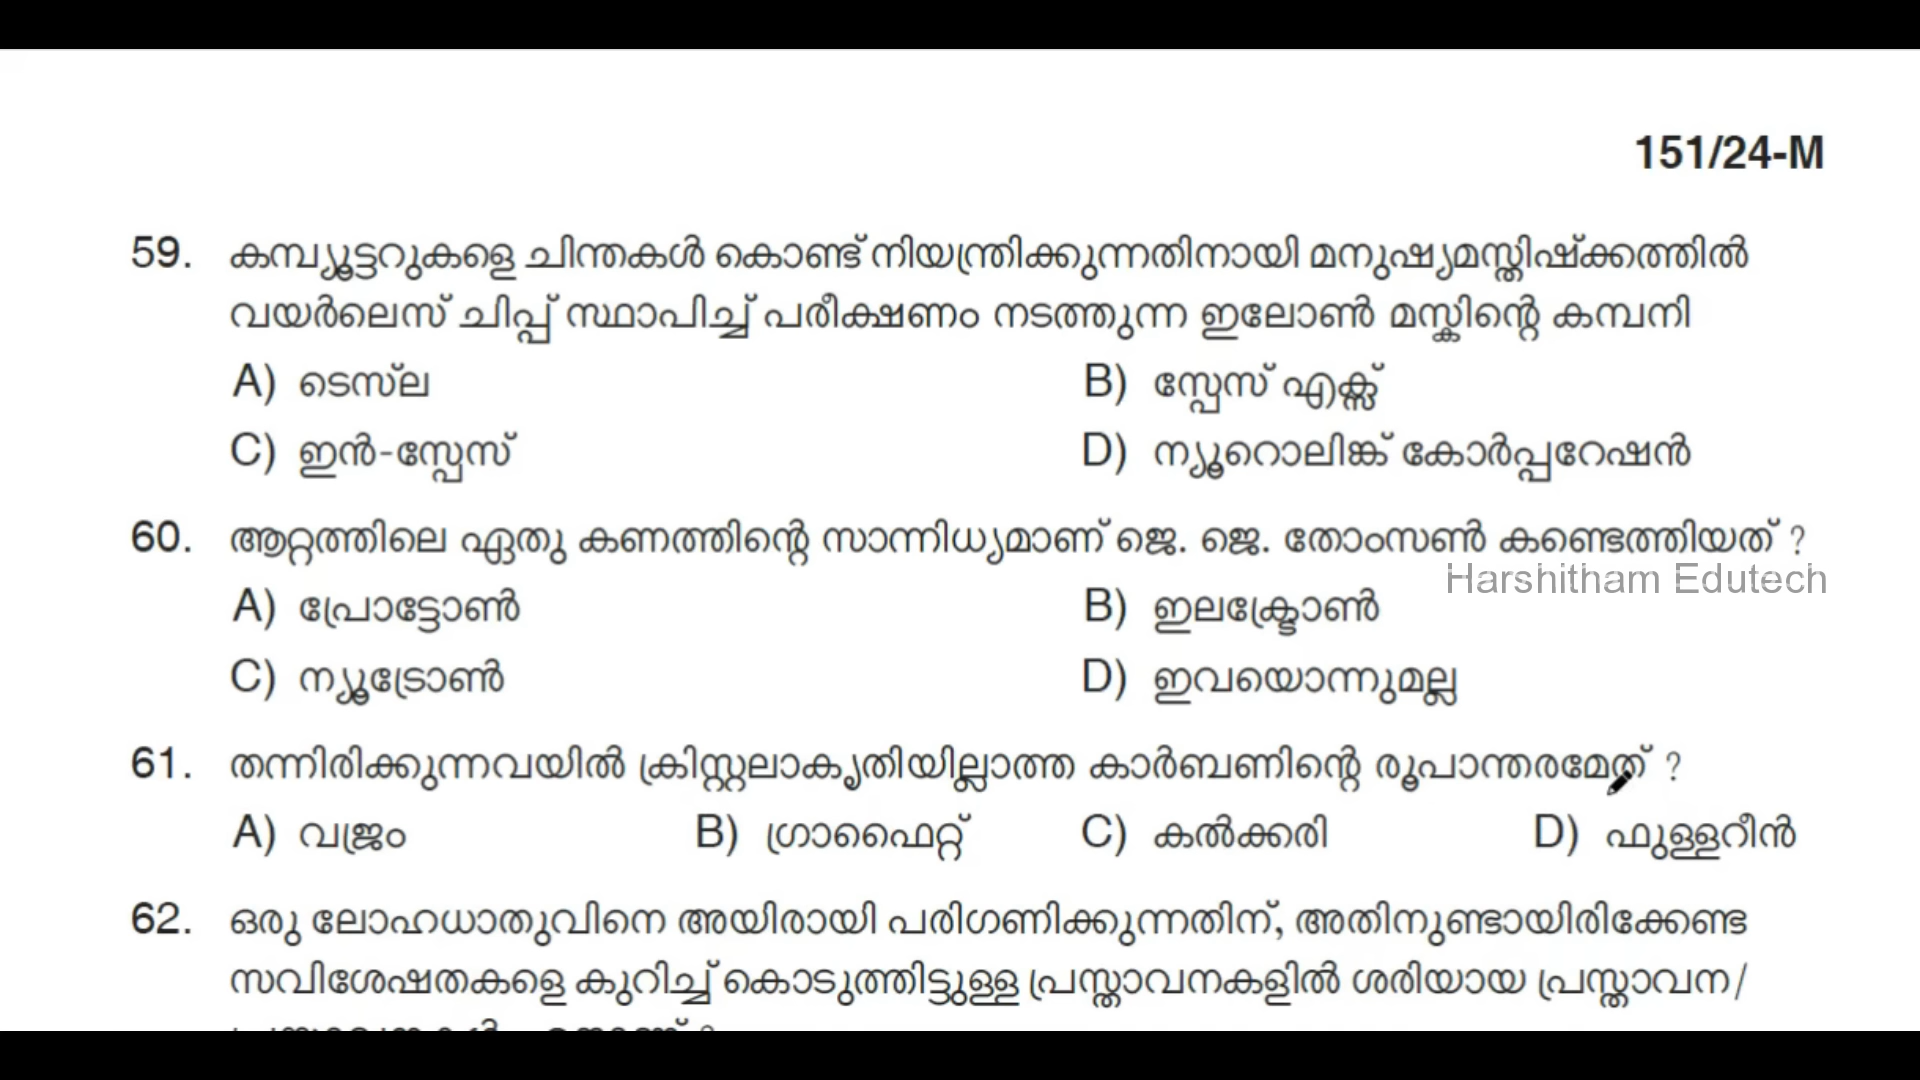 151/24-M
59. കമ്പ്യൂട്ടറുകളെ ചിന്തകൾ കൊണ്ട് നിയന്ത്രിക്കുന്നതിനായി മനുഷ്യമസ്തിഷ്ക്കത്തിൽ
വയർലെസ് ചിപ്പ് സ്ഥാപിച്ച് പരീക്ഷണം നടത്തുന്ന ഇലോൺ മസ്കിന്റെ കമ്പനി
A) ടെസ്‌ല B) സ്പേസ് എക്സ്
C) ഇൻ-സ്പേസ് D) ന്യൂറൊലിങ്ക് കോർപ്പറേഷൻ
60. ആറ്റത്തിലെ ഏതു കണത്തിന്റെ സാന്നിധ്യമാണ് ജെ. ജെ. തോംസൺ കണ്ടെത്തിയത് ?
Harshitham Edutech
A) പ്രോട്ടോൺ B) ഇലക്ട്രോൺ
C) ന്യൂട്രോൺ D) ഇവയൊന്നുമല്ല
61. തന്നിരിക്കുന്നവയിൽ ക്രിസ്റ്റലാകൃതിയില്ലാത്ത കാർബണിന്റെ രൂപാന്തരമേത് ?
A) വജ്രം B) ഗ്രാഫൈറ്റ് C) കൽക്കരി D) ഫുള്ളറീൻ
62. ഒരു ലോഹധാതുവിനെ അയിരായി പരിഗണിക്കുന്നതിന്, അതിനുണ്ടായിരിക്കേണ്ട
സവിശേഷതകളെ കുറിച്ച് കൊടുത്തിട്ടുള്ള പ്രസ്താവനകളിൽ ശരിയായ പ്രസ്താവന/